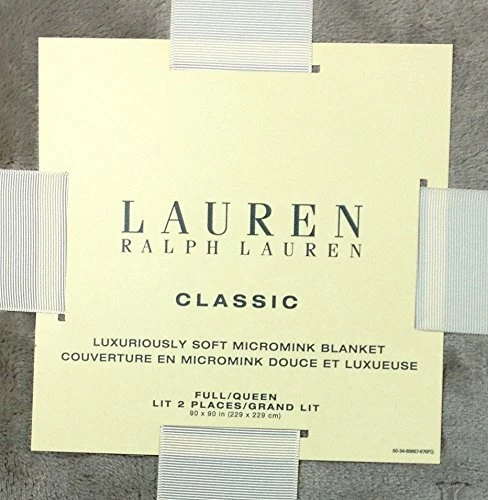 LAUREN
RALPH LAUREN
CLASSIC
LUXURIOUSLY SOFT MICROMINK BLANKET
COUVERTURE EN MICROMINK DOUCE ET LUXUEUSE
FULL/QUEEN
LIT 2 PLACES/GRAND LIT
90 x 90 in (229 x 229 cm)